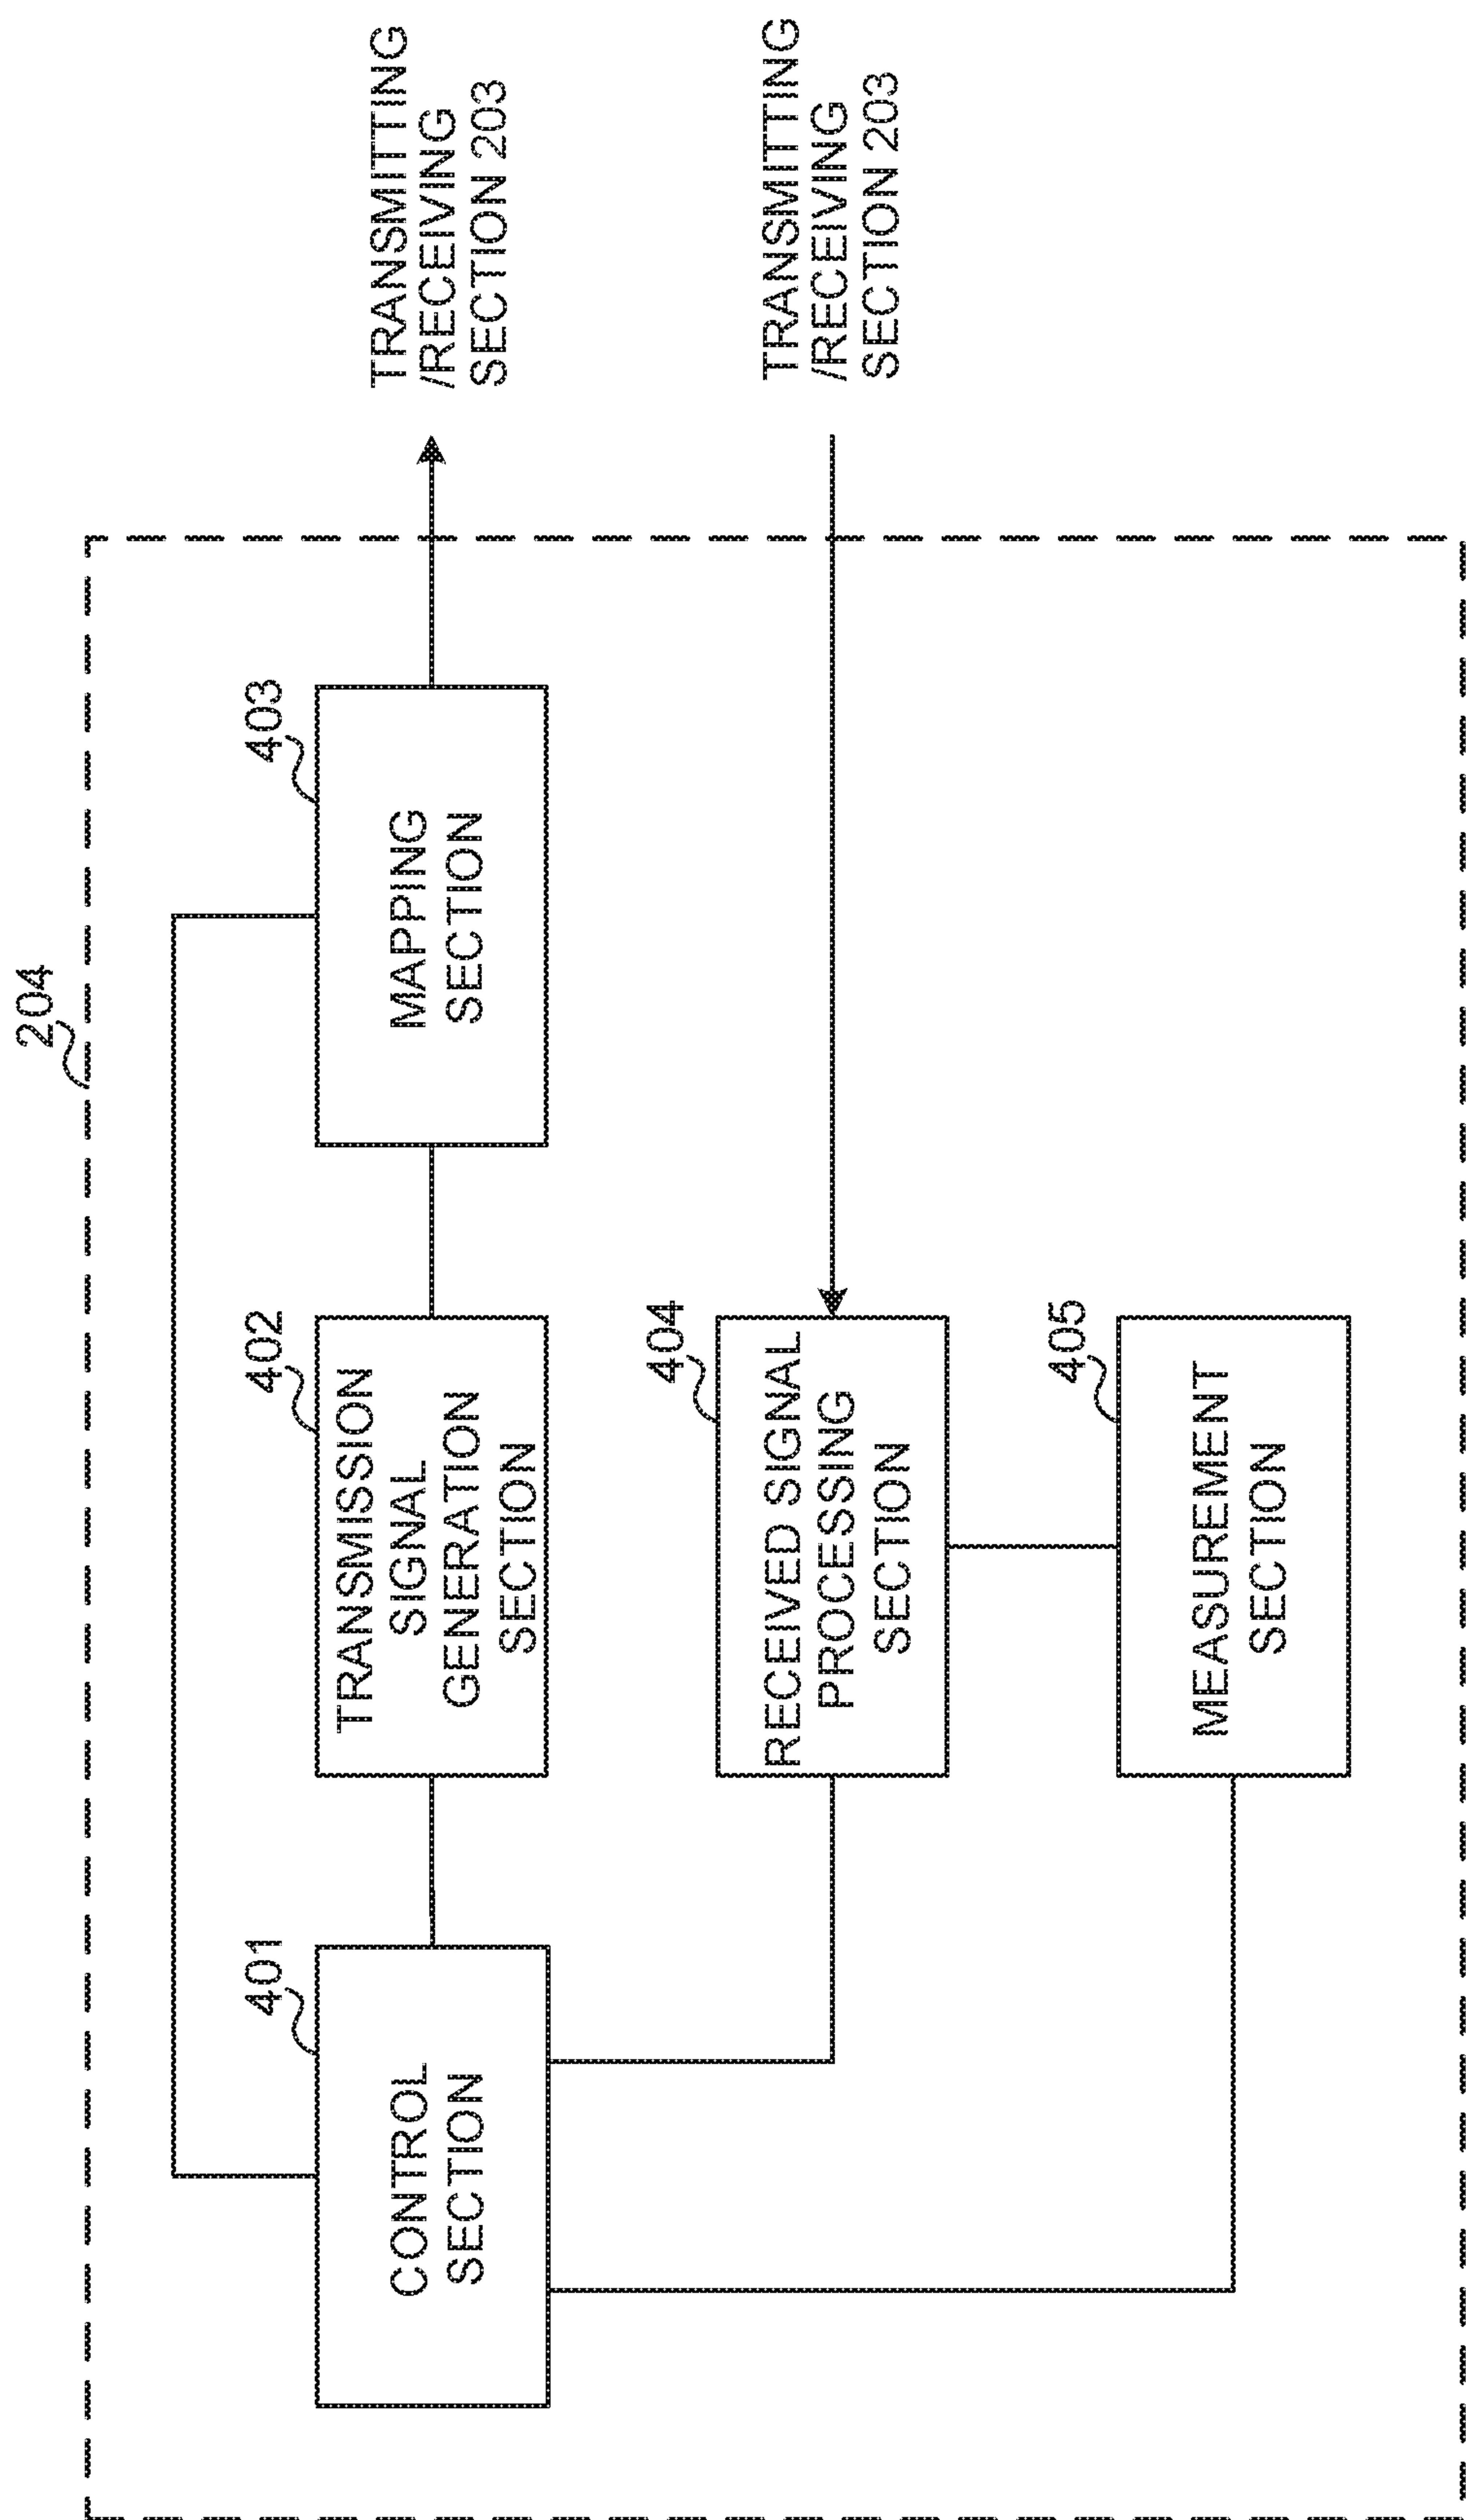 204
401
CONTROL
SECTION
402
TRANSMISSION
SIGNAL
GENERATION
SECTION
403
MAPPING
SECTION
TRANSMITTING
/RECEIVING
SECTION 203
404
RECEIVED SIGNAL
PROCESSING
SECTION
TRANSMITTING
/RECEIVING
SECTION 203
405
MEASUREMENT
SECTION